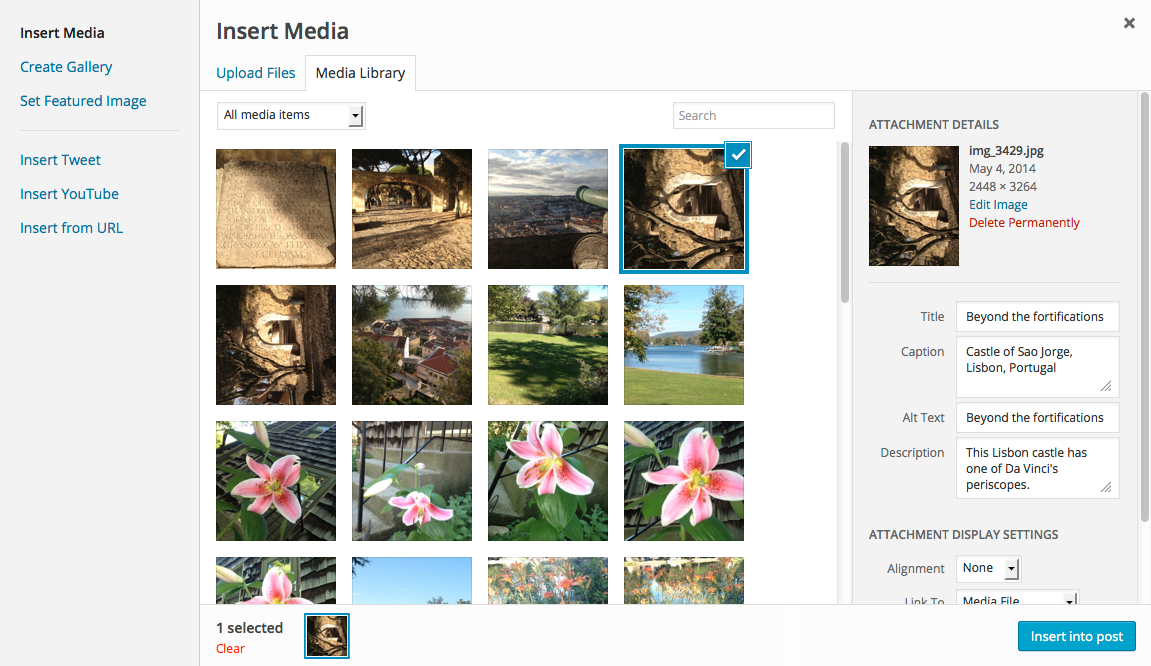 Insert Media
Create Gallery
Set Featured Image
Insert Tweet
Insert YouTube
Insert from URL
Insert Media
Upload Files
Media Library
All media items
Search
ATTACHMENT DETAILS
img_3429.jpg
May 4, 2014
2448 × 3264
Edit Image
Delete Permanently
Title
Beyond the fortifications
Caption
Castle of Sao Jorge,
Lisbon, Portugal
Alt Text
Beyond the fortifications
Description
This Lisbon castle has
one of Da Vinci's
periscopes.
ATTACHMENT DISPLAY SETTINGS
Alignment
None
Link To
Media File
1 selected
Clear
Insert into post